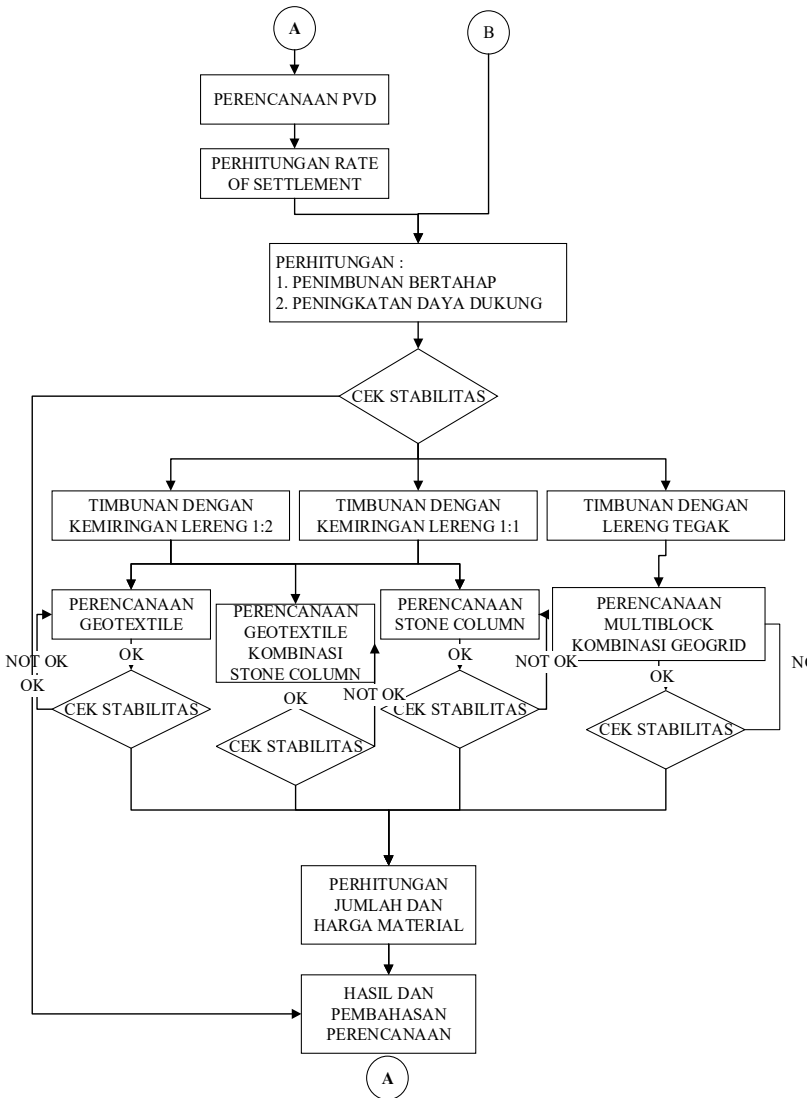 A
B
PERENCANAAN PVD
PERHITUNGAN RATE
OF SETTLEMENT
PERHITUNGAN :
1. PENIMBUNAN BERTAHAP
2. PENINGKATAN DAYA DUKUNG
CEK STABILITAS
TIMBUNAN DENGAN
KEMIRINGAN LERENG 1:2
TIMBUNAN DENGAN
KEMIRINGAN LERENG 1:1
TIMBUNAN DENGAN
LERENG TEGAK
PERENCANAAN
GEOTEXTILE
PERENCANAAN
GEOTEXTILE
KOMBINASI
STONE COLUMN
PERENCANAAN
STONE COLUMN
PERENCANAAN
MULTIBLOCK
KOMBINASI GEOGRID
NOT OK
OK
OK
NOT OK
OK
OK
NOT OK
OK
CEK STABILITAS
CEK STABILITAS
CEK STABILITAS
CEK STABILITAS
PERHITUNGAN
JUMLAH DAN
HARGA MATERIAL
HASIL DAN
PEMBAHASAN
PERENCANAAN
A